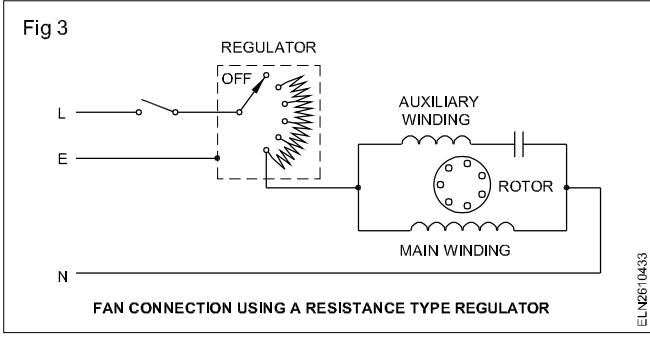 Fig 3
REGULATOR
OFF
L
E
N
AUXILIARY
WINDING
ROTOR
MAIN WINDING
FAN CONNECTION USING A RESISTANCE TYPE REGULATOR
ELN2610433